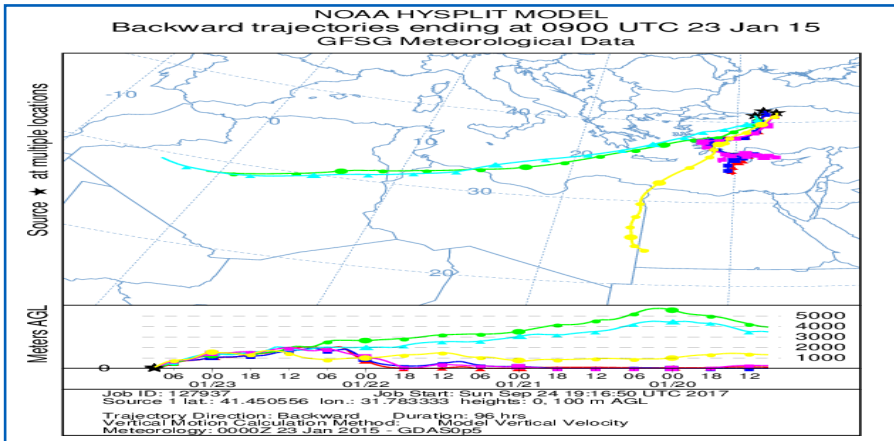 NOAA HYSPLIT MODEL
Backward trajectories ending at 0900 UTC 23 Jan 15
GFSG Meteorological Data
Source ★ at multiple locations
-10
0
40
20
30
20
Meters AGL
0
5000
4000
3000
2000
1000
06 00 18 12 06 00 18 12 06 00 18 12 06 00 18 12
01/23 01/22 01/21 01/20
Job ID: 127937 Job Start: Sun Sep 24 19:16:50 UTC 2017
Source 1 lat.: 41.450556 lon.: 31.783333 heights: 0, 100 m AGL
Trajectory Direction: Backward Duration: 96 hrs
Vertical Motion Calculation Method: Model Vertical Velocity
Meteorology: 0000Z 23 Jan 2015 - GDAS0p5